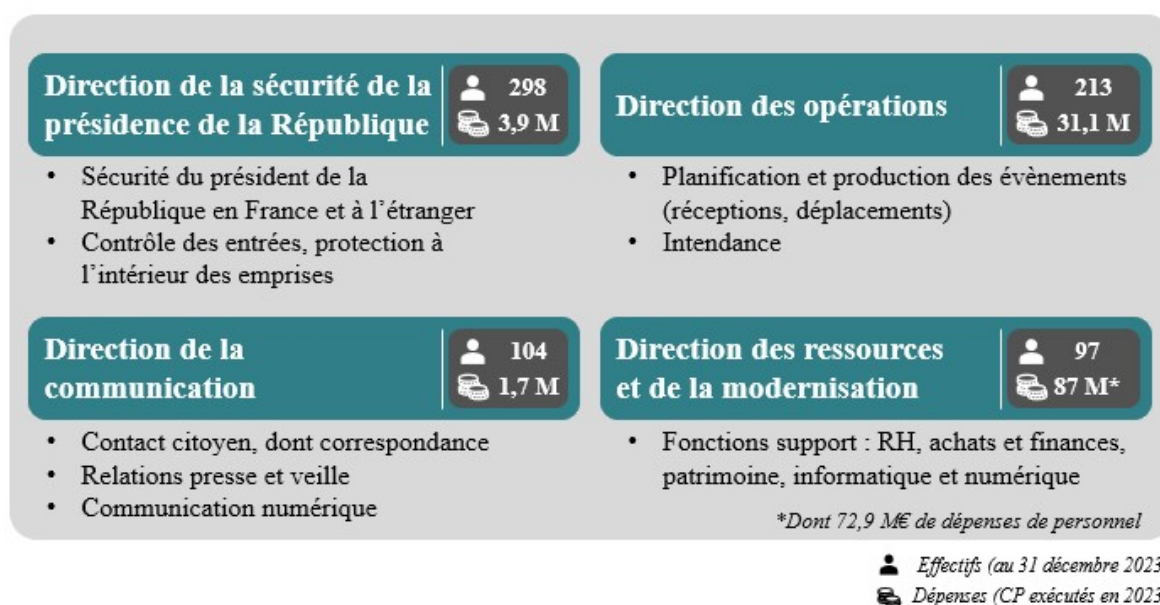 Direction de la sécurité de la
présidence de la République
298
3,9 M
Direction des opérations
213
31,1 M
• Sécurité du président de la
République en France et à l'étranger
• Contrôle des entrées, protection à
l'intérieur des emprises
• Planification et production des évènements
(réceptions, déplacements)
• Intendance
Direction de la
communication
104
1,7 M
Direction des ressources
et de la modernisation
97
87 M*
• Contact citoyen, dont correspondance
• Relations presse et veille
• Communication numérique
• Fonctions support : RH, achats et finances,
patrimoine, informatique et numérique
*Dont 72,9 M€ de dépenses de personnel
Effectifs (au 31 décembre 2023
Dépenses (CP exécutés en 2023